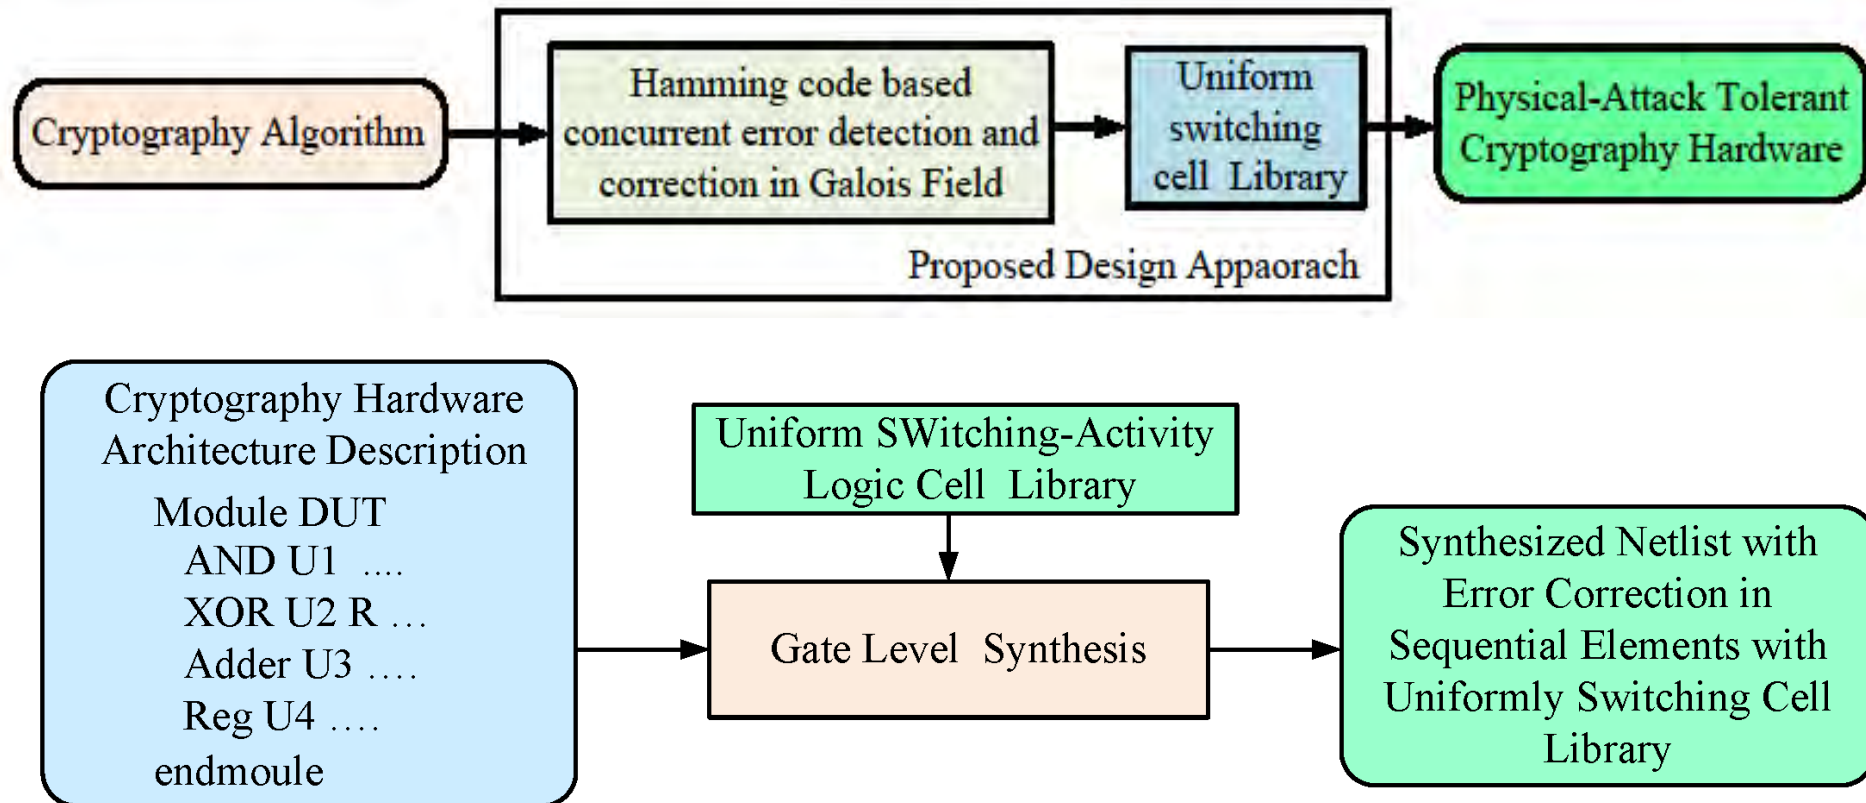 Cryptography Algorithm
Hamming code based
concurrent error detection and
correction in Galois Field
Uniform
switching
cell Library
Physical-Attack Tolerant
Cryptography Hardware
Proposed Design Appaorach
Cryptography Hardware
Architecture Description
Module DUT
AND U1 ....
XOR U2 R ...
Adder U3 ....
Reg U4 ....
endmoule
Uniform SWitching-Activity
Logic Cell Library
Gate Level Synthesis
Synthesized Netlist with
Error Correction in
Sequential Elements with
Uniformly Switching Cell
Library